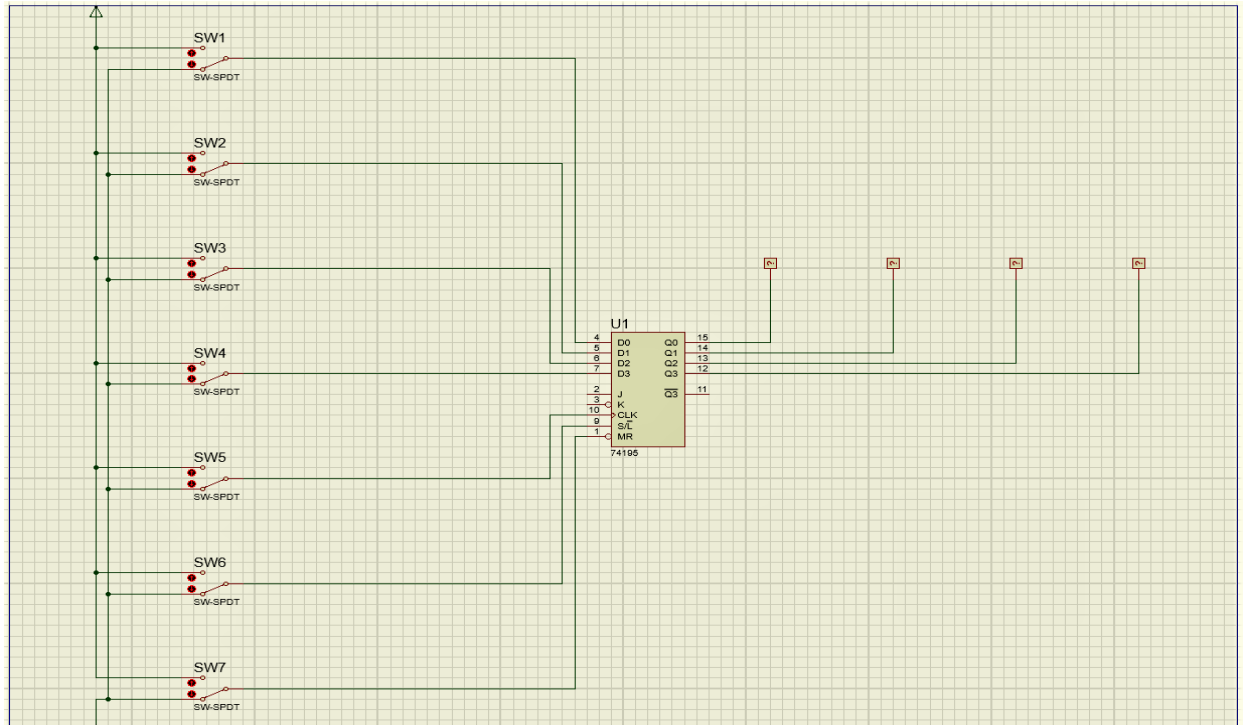 SW1
SW-SPDT
SW2
SW-SPDT
SW3
SW-SPDT
? ? ? ?
U1
SW4
SW-SPDT
4 D0 Q0 15
5 D1 Q1 14
6 D2 Q2 13
7 D3 Q3 12
2 J Q3 11
3 K
10 CLK
9 S/L
1 MR
74195
SW5
SW-SPDT
SW6
SW-SPDT
SW7
SW-SPDT